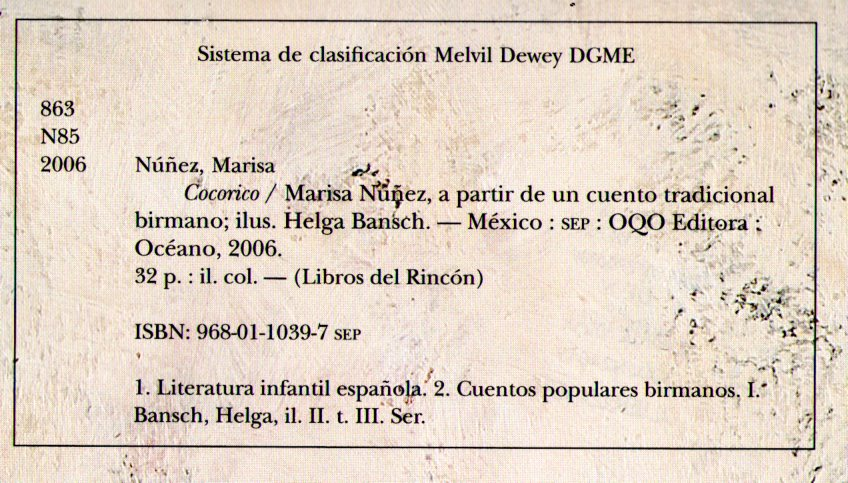 Sistema de clasificación Melvil Dewey DGME
863
N85
2006 Núñez, Marisa
Cocorico / Marisa Núñez, a partir de un cuento tradicional
birmano; ilus. Helga Bansch. — México : SEP : OQO Editora :
Océano, 2006.
32 p. : il. col. — (Libros del Rincón)
ISBN: 968-01-1039-7 SEP
1. Literatura infantil española. 2. Cuentos populares birmanos. I.
Bansch, Helga, il. II. t. III. Ser.